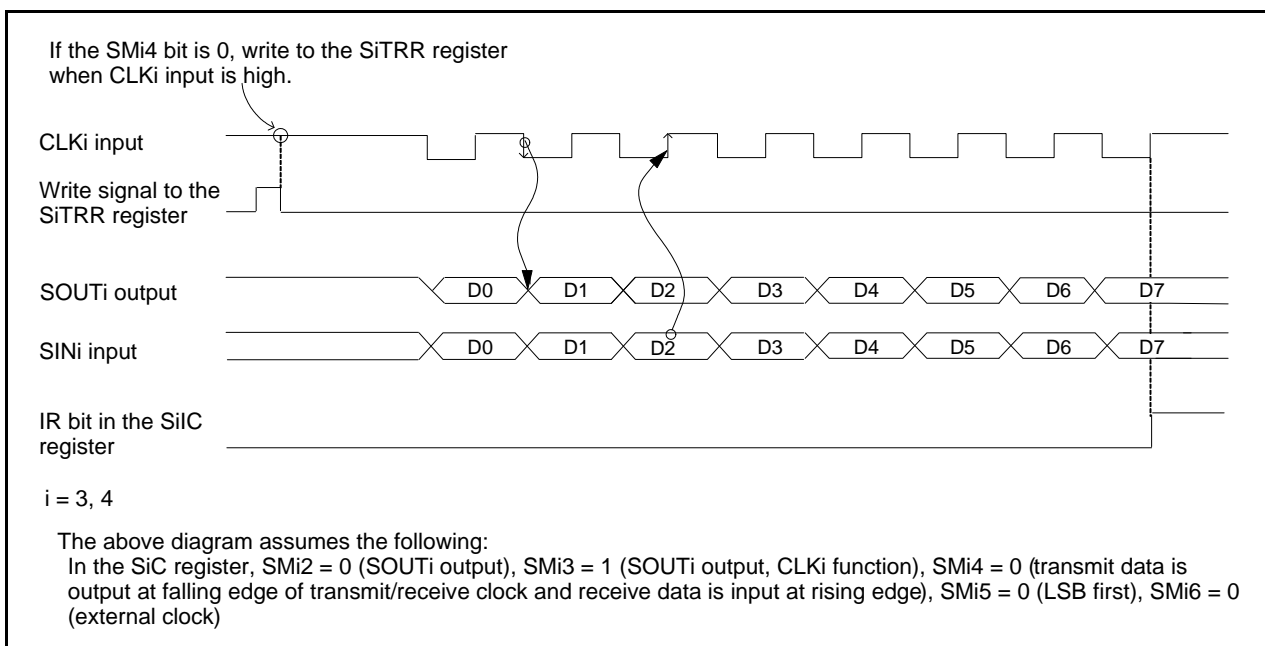 If the SMi4 bit is 0, write to the SiTRR register
when CLKi input is high.
CLKi input
Write signal to the
SiTRR register
SOUTi output
D0 D1 D2 D3 D4 D5 D6 D7
SINi input
D0 D1 D2 D3 D4 D5 D6 D7
IR bit in the SiIC
register
i = 3, 4
The above diagram assumes the following:
In the SiC register, SMi2 = 0 (SOUTi output), SMi3 = 1 (SOUTi output, CLKi function), SMi4 = 0 (transmit data is
output at falling edge of transmit/receive clock and receive data is input at rising edge), SMi5 = 0 (LSB first), SMi6 = 0
(external clock)